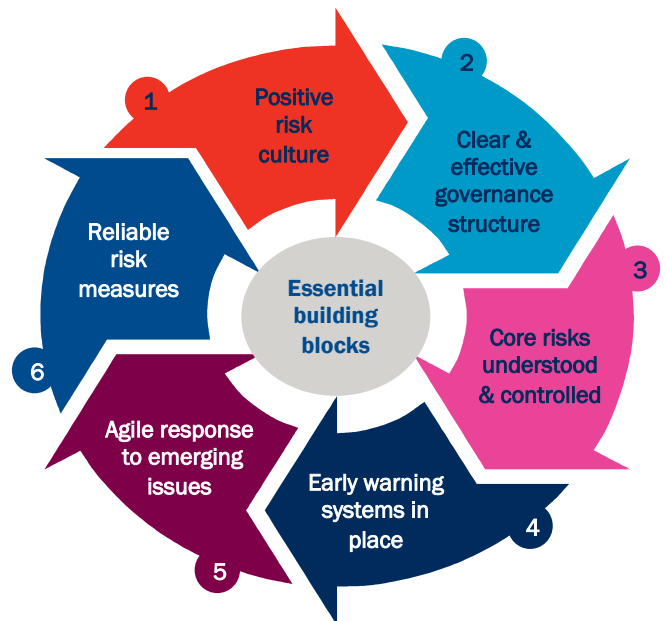 1
Positive
risk
culture
2
Clear &
effective
governance
structure
3
Core risks
understood
& controlled
4
Early warning
systems in
place
5
Agile response
to emerging
issues
6
Reliable
risk
measures
Essential
building
blocks